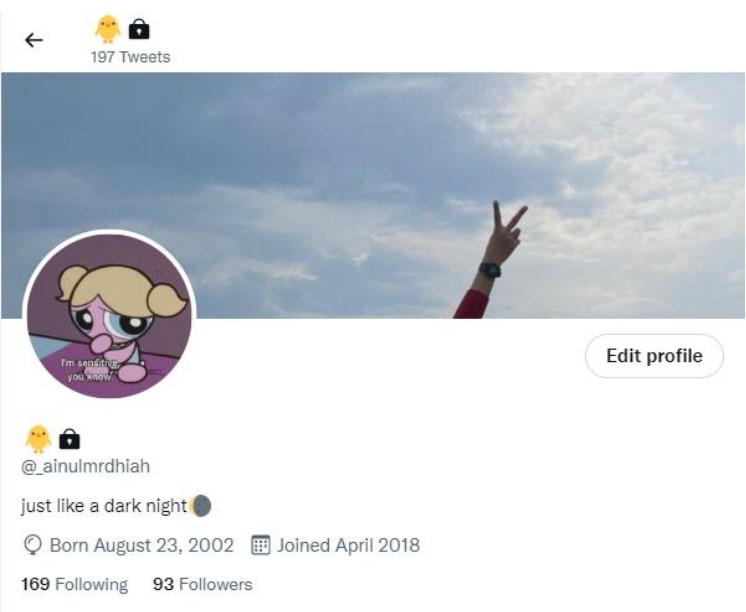 197 Tweets
I'm sensitive,
you know
Edit profile
@_ainulmrdhiah
just like a dark night
Born August 23, 2002 Joined April 2018
169 Following 93 Followers